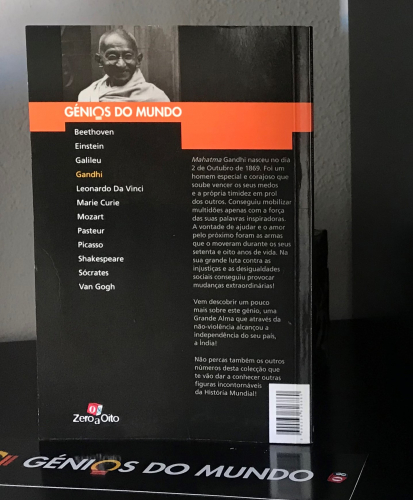 GÉNIOS DO MUNDO
Beethoven
Einstein
Galileu
Gandhi
Leonardo Da Vinci
Marie Curie
Mozart
Pasteur
Picasso
Shakespeare
Sócrates
Van Gogh
Mahatma Gandhi nasceu no dia
2 de Outubro de 1869. Foi um
homem especial e corajoso que
soube vencer os seus medos
e a própria timidez em prol
dos outros. Conseguiu mobilizar
multidões apenas com a força
das suas palavras inspiradoras.
A vontade de ajudar e o amor
pelo próximo foram as armas
que o moveram durante os seus
setenta e oito anos de vida. Na
sua grande luta contra as
injustiças e as desigualdades
sociais conseguiu provocar
mudanças extraordinárias!
Vem descobrir um pouco
mais sobre este génio, uma
Grande Alma que através da
não-violência alcançou a
independência do seu país,
a Índia!
Não percas também os outros
números desta colecção que
te vão dar a conhecer outras
figuras incontornáveis
da História Mundial!
Zero a Oito
GÉNIOS DO MUNDO